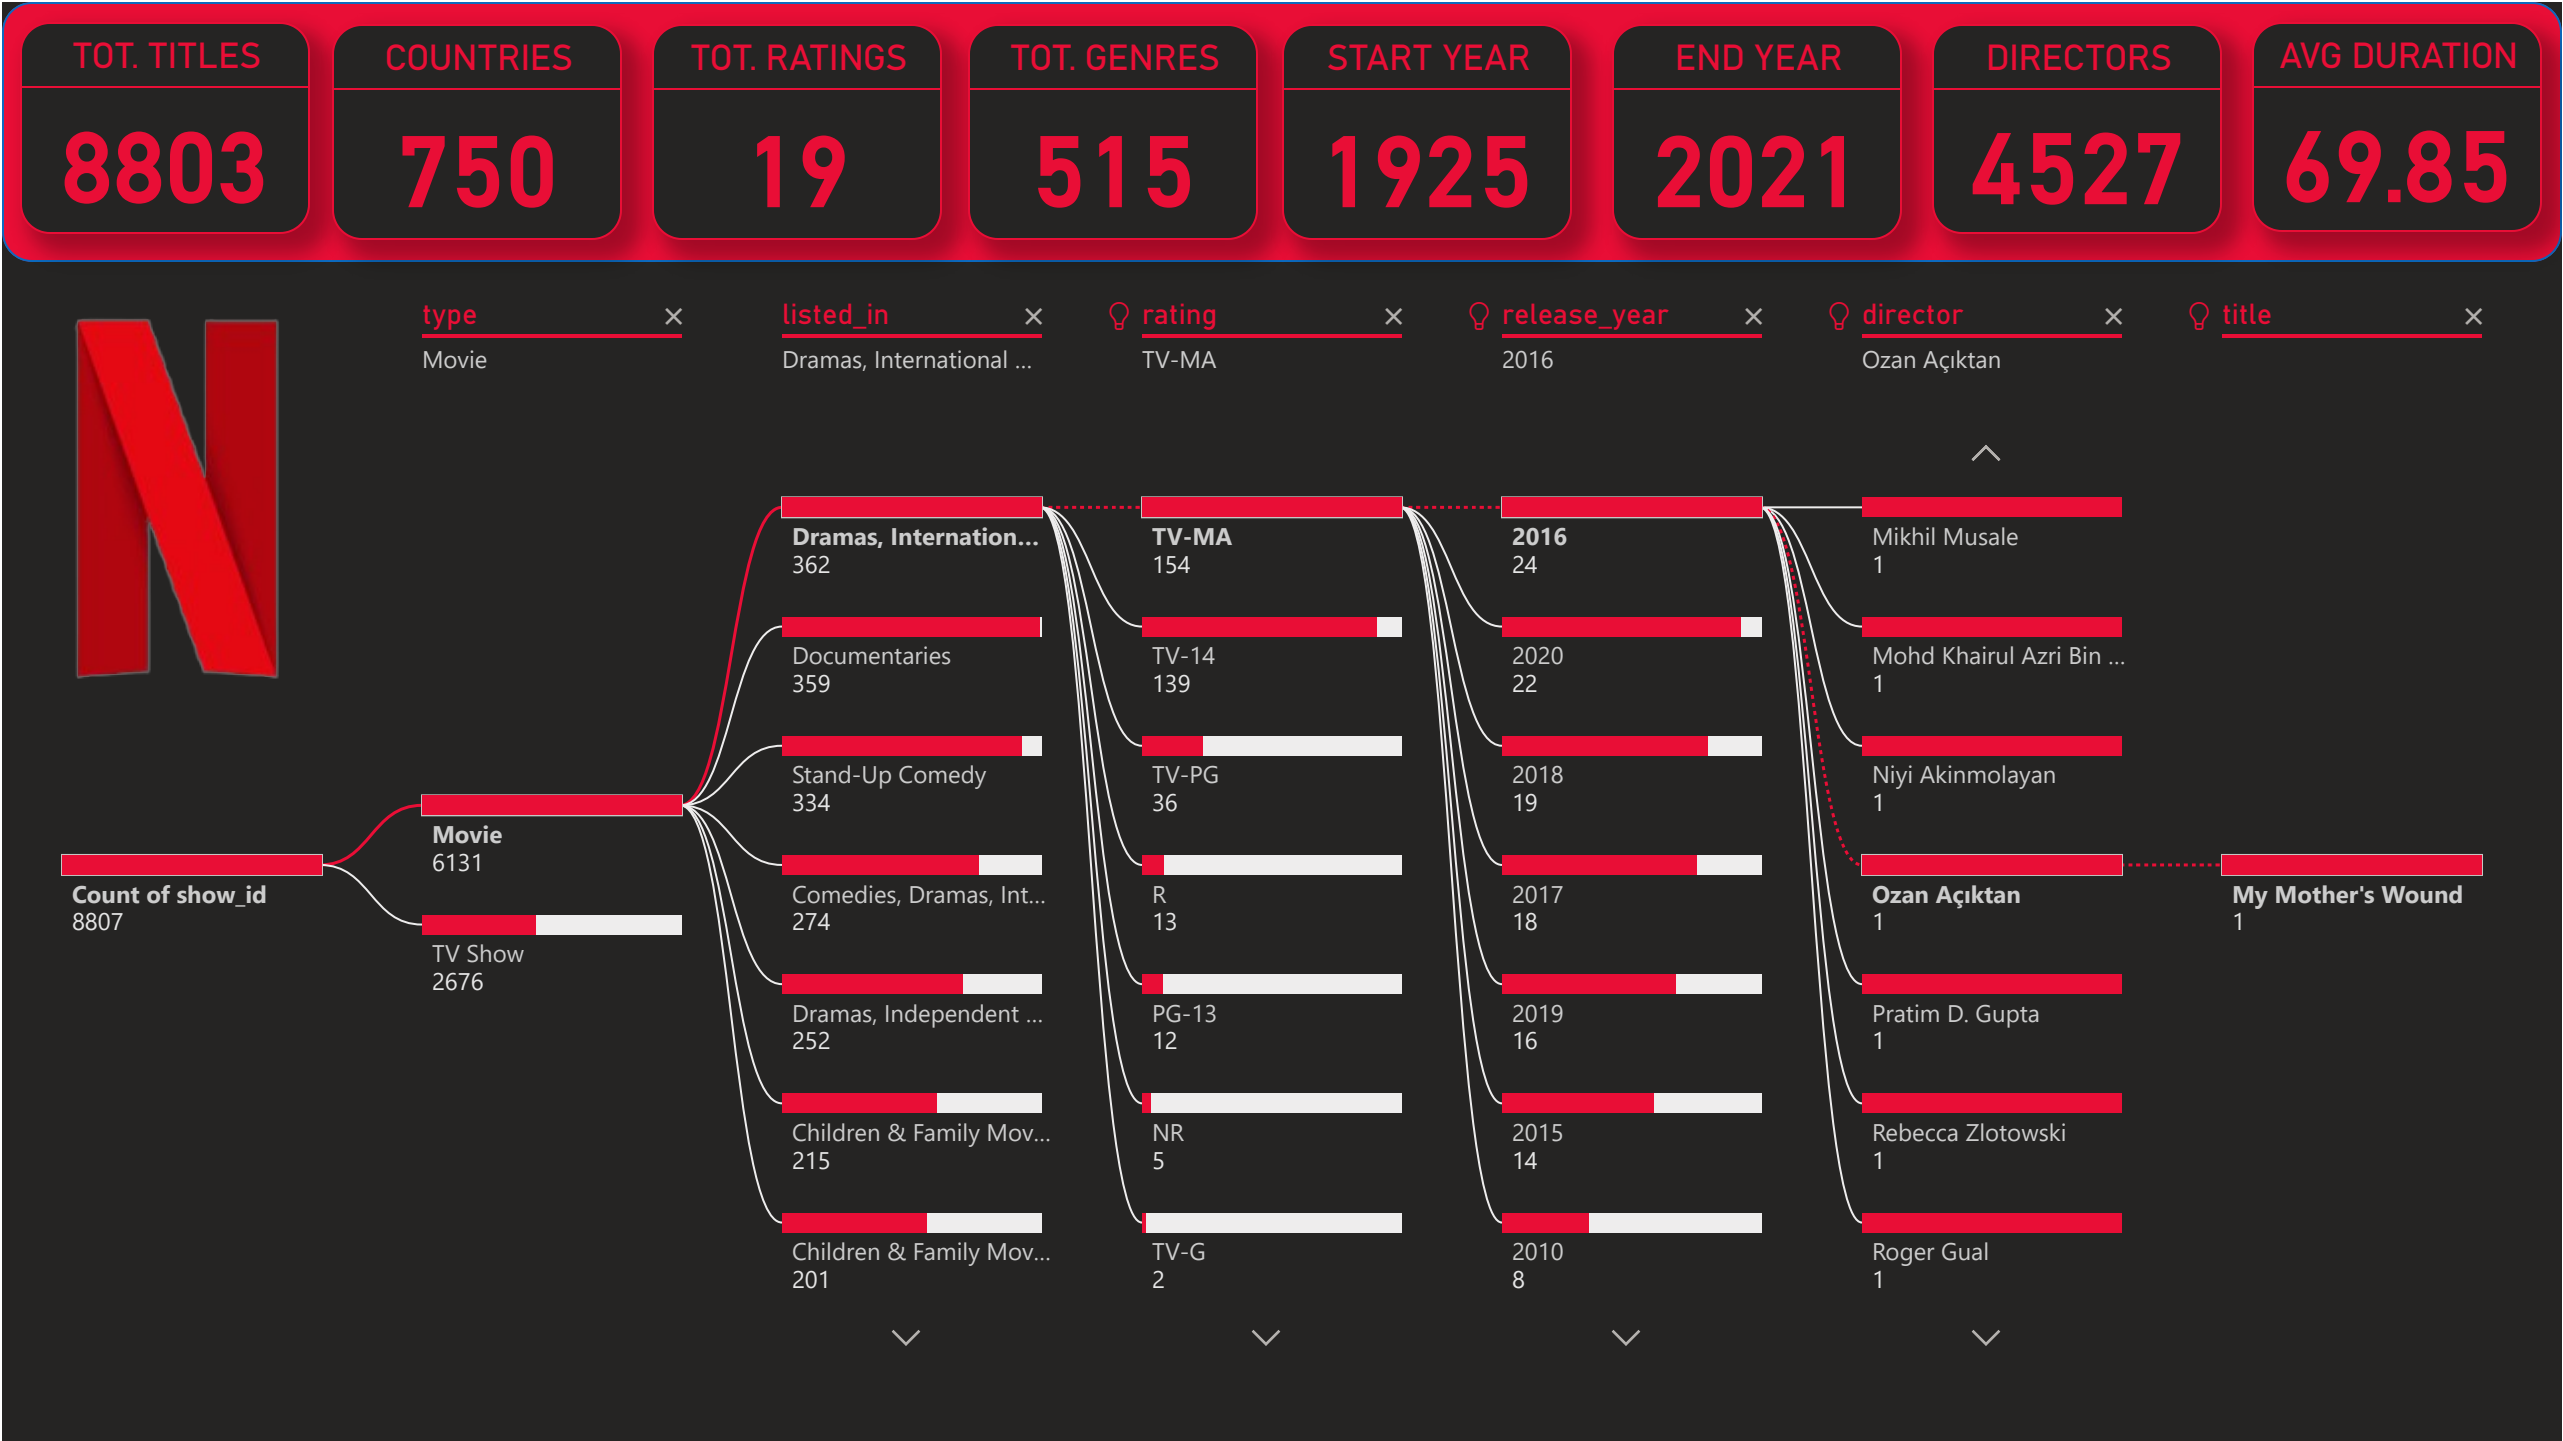 TOT. TITLES
8803
COUNTRIES
750
TOT. RATINGS
19
TOT. GENRES
515
START YEAR
1925
END YEAR
2021
DIRECTORS
4527
AVG DURATION
69.85
type
Movie
listed_in
Dramas, International ...
rating
TV-MA
release_year
2016
director
Ozan Açıktan
title
Count of show_id
8807
Movie
6131
TV Show
2676
Dramas, Internation...
362
Documentaries
359
Stand-Up Comedy
334
Comedies, Dramas, Int...
274
Dramas, Independent ...
252
Children & Family Mov...
215
Children & Family Mov...
201
TV-MA
154
TV-14
139
TV-PG
36
R
13
PG-13
12
NR
5
TV-G
2
2016
24
2020
22
2018
19
2017
18
2019
16
2015
14
2010
8
Mikhil Musale
1
Mohd Khairul Azri Bin ...
1
Niyi Akinmolayan
1
Ozan Açıktan
1
Pratim D. Gupta
1
Rebecca Zlotowski
1
Roger Gual
1
My Mother's Wound
1